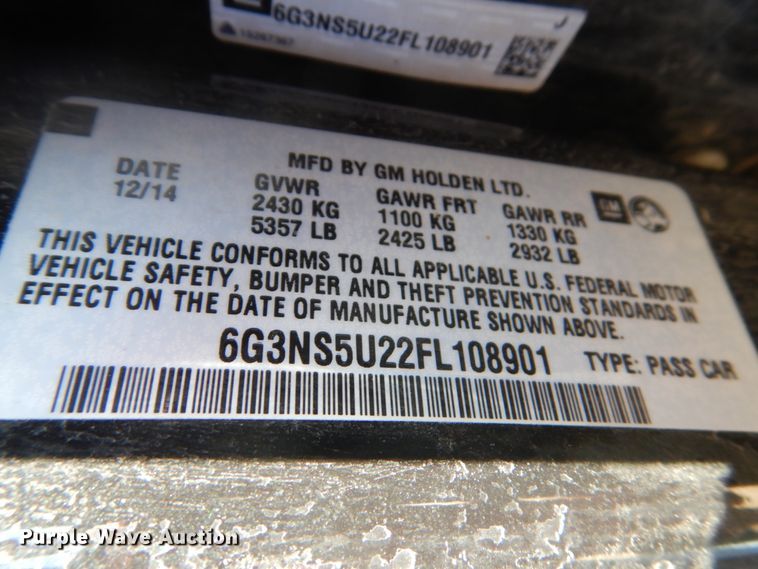 6G3NS5U22FL108901
J
MFD BY GM HOLDEN LTD.
DATE
12/14
GVWR
2430 KG
5357 LB
GAWR FRT
1100 KG
2425 LB
GAWR RR
1330 KG
2932 LB
GM
THIS VEHICLE CONFORMS TO ALL APPLICABLE U.S. FEDERAL MOTOR
VEHICLE SAFETY, BUMPER AND THEFT PREVENTION STANDARDS IN
EFFECT ON THE DATE OF MANUFACTURE SHOWN ABOVE.
6G3NS5U22FL108901 TYPE: PASS CAR
Purple Wave Auction